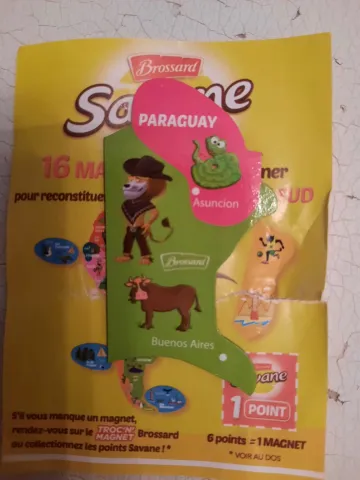 Brossard
Sa ne
PARAGUAY
16 MA ner
pour reconstitue SUD
Asuncion
Brossard
Buenos Aires
vane
1 POINT
S'il vous manque un magnet,
rendez-vous sur le TROC'N! MAGNET Brossard
ou collectionnez les points Savane ! *
6 points = 1 MAGNET
* VOIR AU DOS